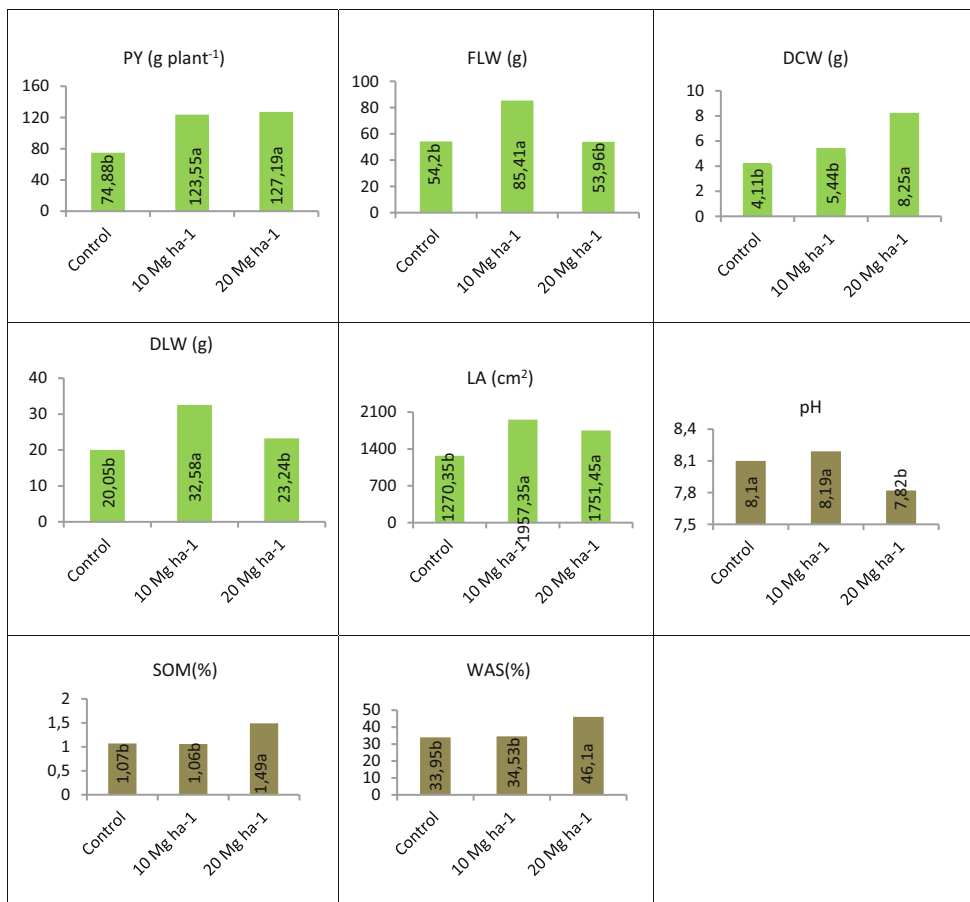 PY (g plant-1)
160
120
80
40
0
74,88b
123,55a
127,19a
Control
10 Mg ha-1
20 Mg ha-1
FLW (g)
100
80
60
40
20
0
54,2b
85,41a
53,96b
Control
10 Mg ha-1
20 Mg ha-1
DCW (g)
10
8
6
4
2
0
4,11b
5,44b
8,25a
Control
10 Mg ha-1
20 Mg ha-1
DLW (g)
40
30
20
10
0
20,05b
32,58a
23,24b
Control
10 Mg ha-1
20 Mg ha-1
LA (cm2)
2100
1400
700
0
1270,35b
1957,35a
1751,45a
Control
10 Mg ha-1
20 Mg ha-1
pH
8,4
8,1
7,8
7,5
8,1a
8,19a
7,82b
Control
10 Mg ha-1
20 Mg ha-1
SOM(%)
2
1,5
1
0,5
0
1,07b
1,06b
1,49a
Control
10 Mg ha-1
20 Mg ha-1
WAS(%)
50
40
30
20
10
0
33,95b
34,53b
46,1a
Control
10 Mg ha-1
20 Mg ha-1